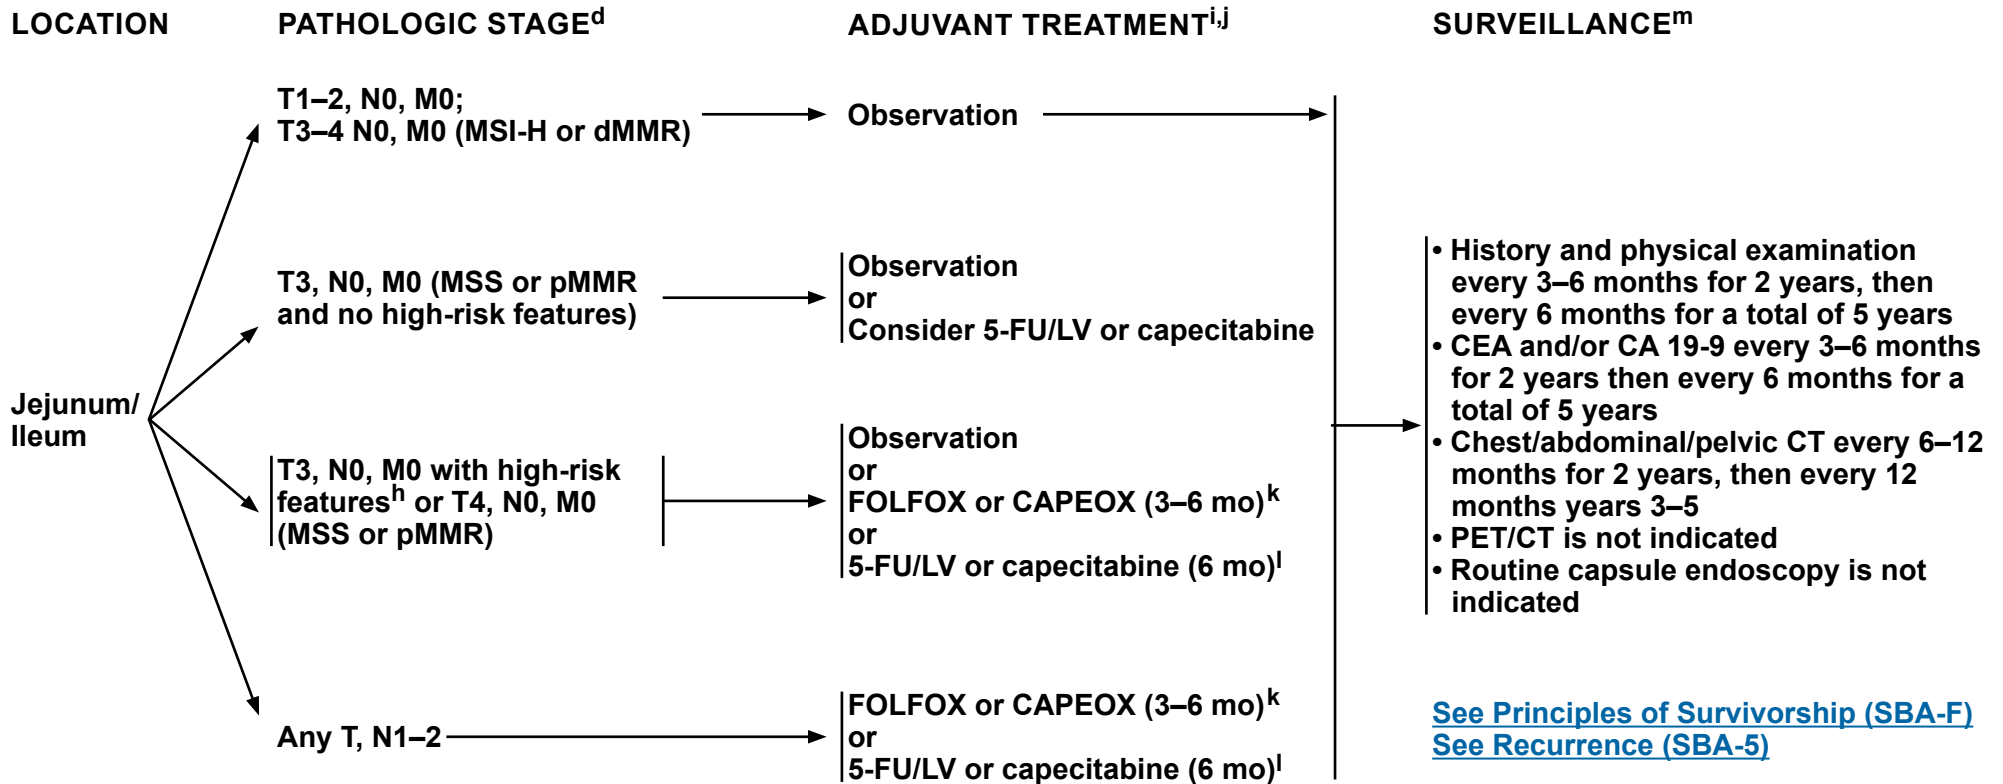 LOCATION
PATHOLOGIC STAGEd
ADJUVANT TREATMENTi,j
SURVEILLANCEm
Jejunum/
Ileum
T1–2, N0, M0;
T3–4 N0, M0 (MSI-H or dMMR)
Observation
T3, N0, M0 (MSS or pMMR
and no high-risk features)
Observation
or
Consider 5-FU/LV or capecitabine
T3, N0, M0 with high-risk
featuresh or T4, N0, M0
(MSS or pMMR)
Observation
or
FOLFOX or CAPEOX (3–6 mo)k
or
5-FU/LV or capecitabine (6 mo)l
Any T, N1–2
FOLFOX or CAPEOX (3–6 mo)k
or
5-FU/LV or capecitabine (6 mo)l
• History and physical examination
every 3–6 months for 2 years, then
every 6 months for a total of 5 years
• CEA and/or CA 19-9 every 3–6 months
for 2 years then every 6 months for a
total of 5 years
• Chest/abdominal/pelvic CT every 6–12
months for 2 years, then every 12
months years 3–5
• PET/CT is not indicated
• Routine capsule endoscopy is not
indicated
See Principles of Survivorship (SBA-F)
See Recurrence (SBA-5)